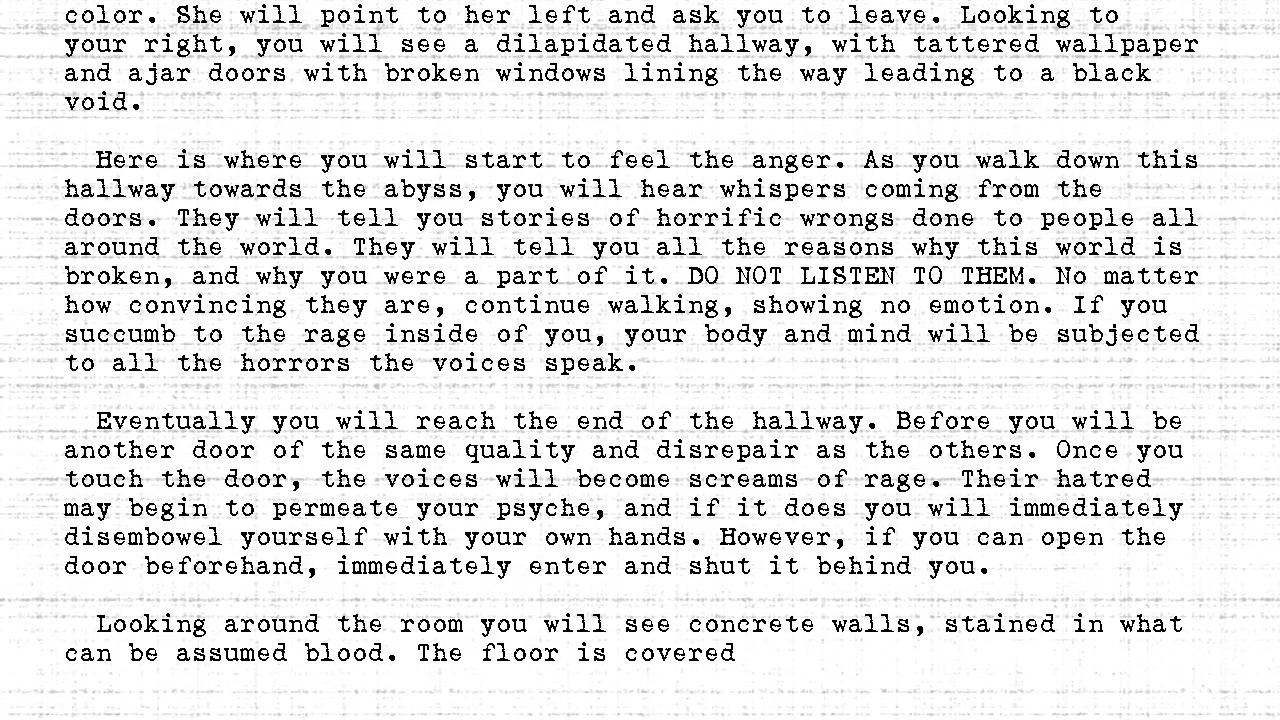 color. She will point to her left and ask you to leave. Looking to
your right, you will see a dilapidated hallway, with tattered wallpaper
and ajar doors with broken windows lining the way leading to a black
void.
Here is where you will start to feel the anger. As you walk down this
hallway towards the abyss, you will hear whispers coming from the
doors. They will tell you stories of horrific wrongs done to people all
around the world. They will tell you all the reasons why this world is
broken, and why you were a part of it. DO NOT LISTEN TO THEM. No matter
how convincing they are, continue walking, showing no emotion. If you
succumb to the rage inside of you, your body and mind will be subjected
to all the horrors the voices speak.
Eventually you will reach the end of the hallway. Before you will be
another door of the same quality and disrepair as the others. Once you
touch the door, the voices will become screams of rage. Their hatred
may begin to permeate your psyche, and if it does you will immediately
disembowel yourself with your own hands. However, if you can open the
door beforehand, immediately enter and shut it behind you.
Looking around the room you will see concrete walls, stained in what
can be assumed blood. The floor is covered